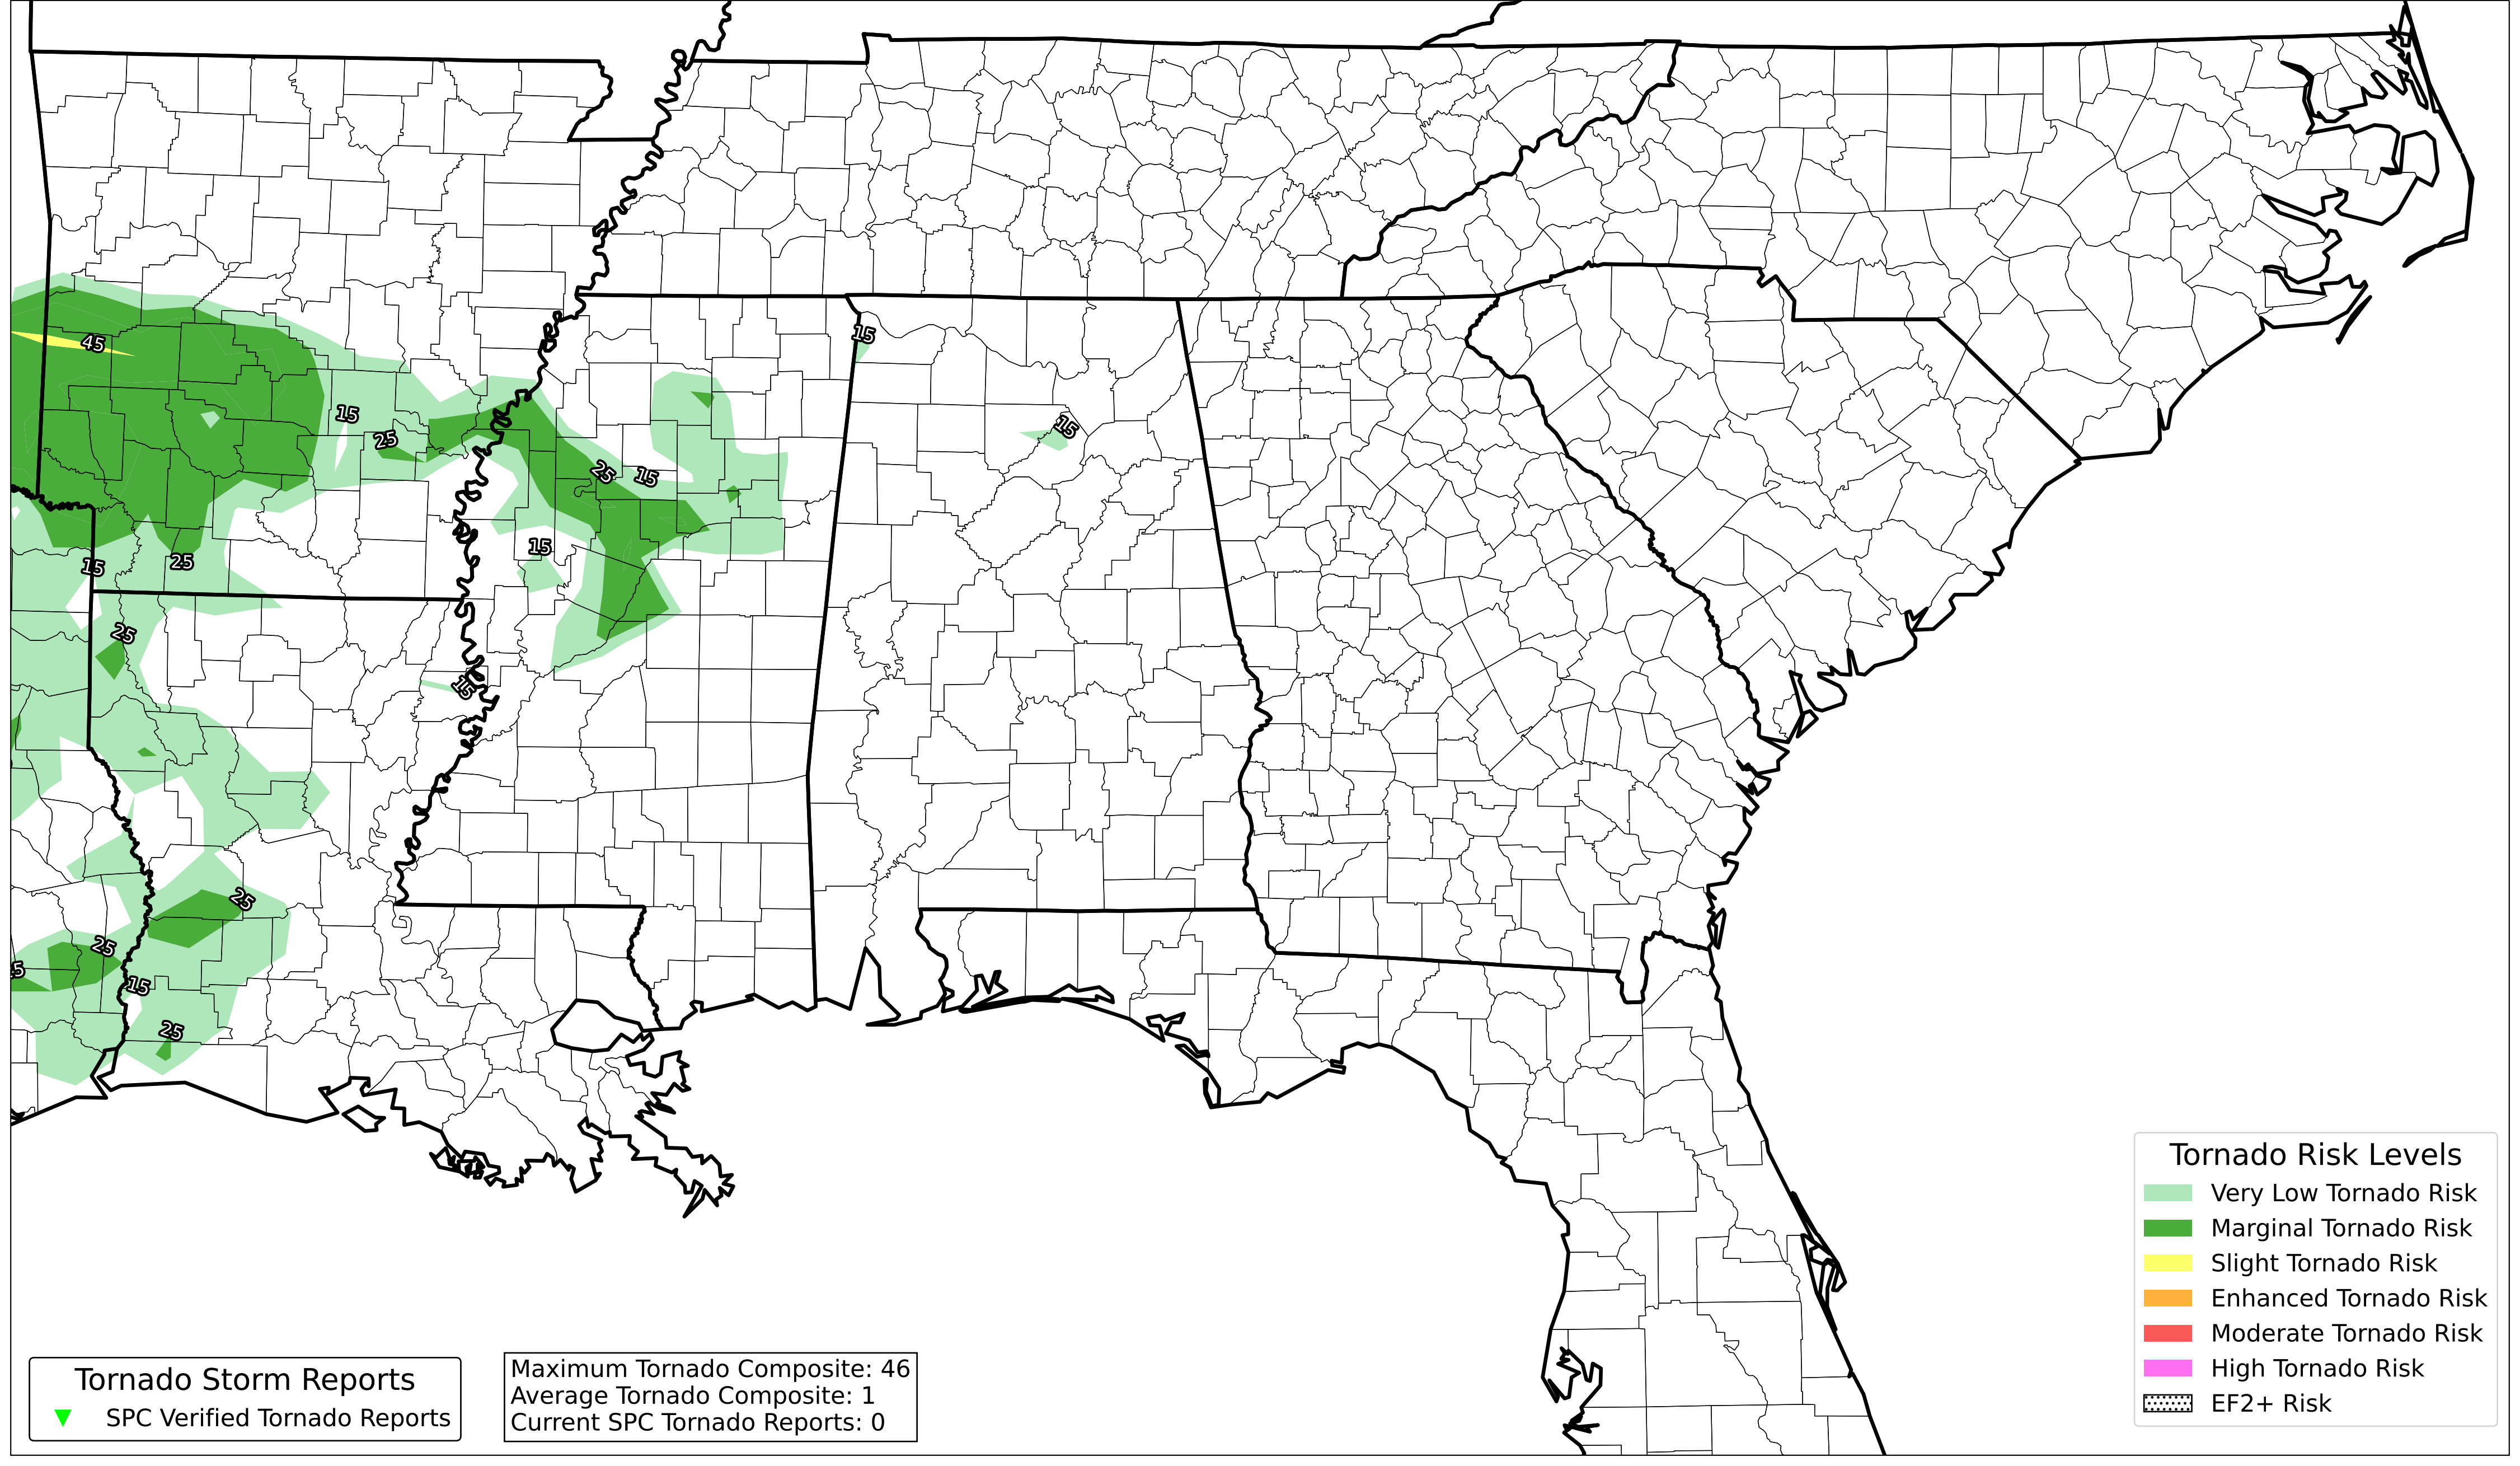 15
45
15
15
25
25
15
15
15
25
25
15
25
25
5
15
25
Tornado Risk Levels
Very Low Tornado Risk
Marginal Tornado Risk
Slight Tornado Risk
Enhanced Tornado Risk
Moderate Tornado Risk
High Tornado Risk
EF2+ Risk
Tornado Storm Reports
SPC Verified Tornado Reports
Maximum Tornado Composite: 46
Average Tornado Composite: 1
Current SPC Tornado Reports: 0